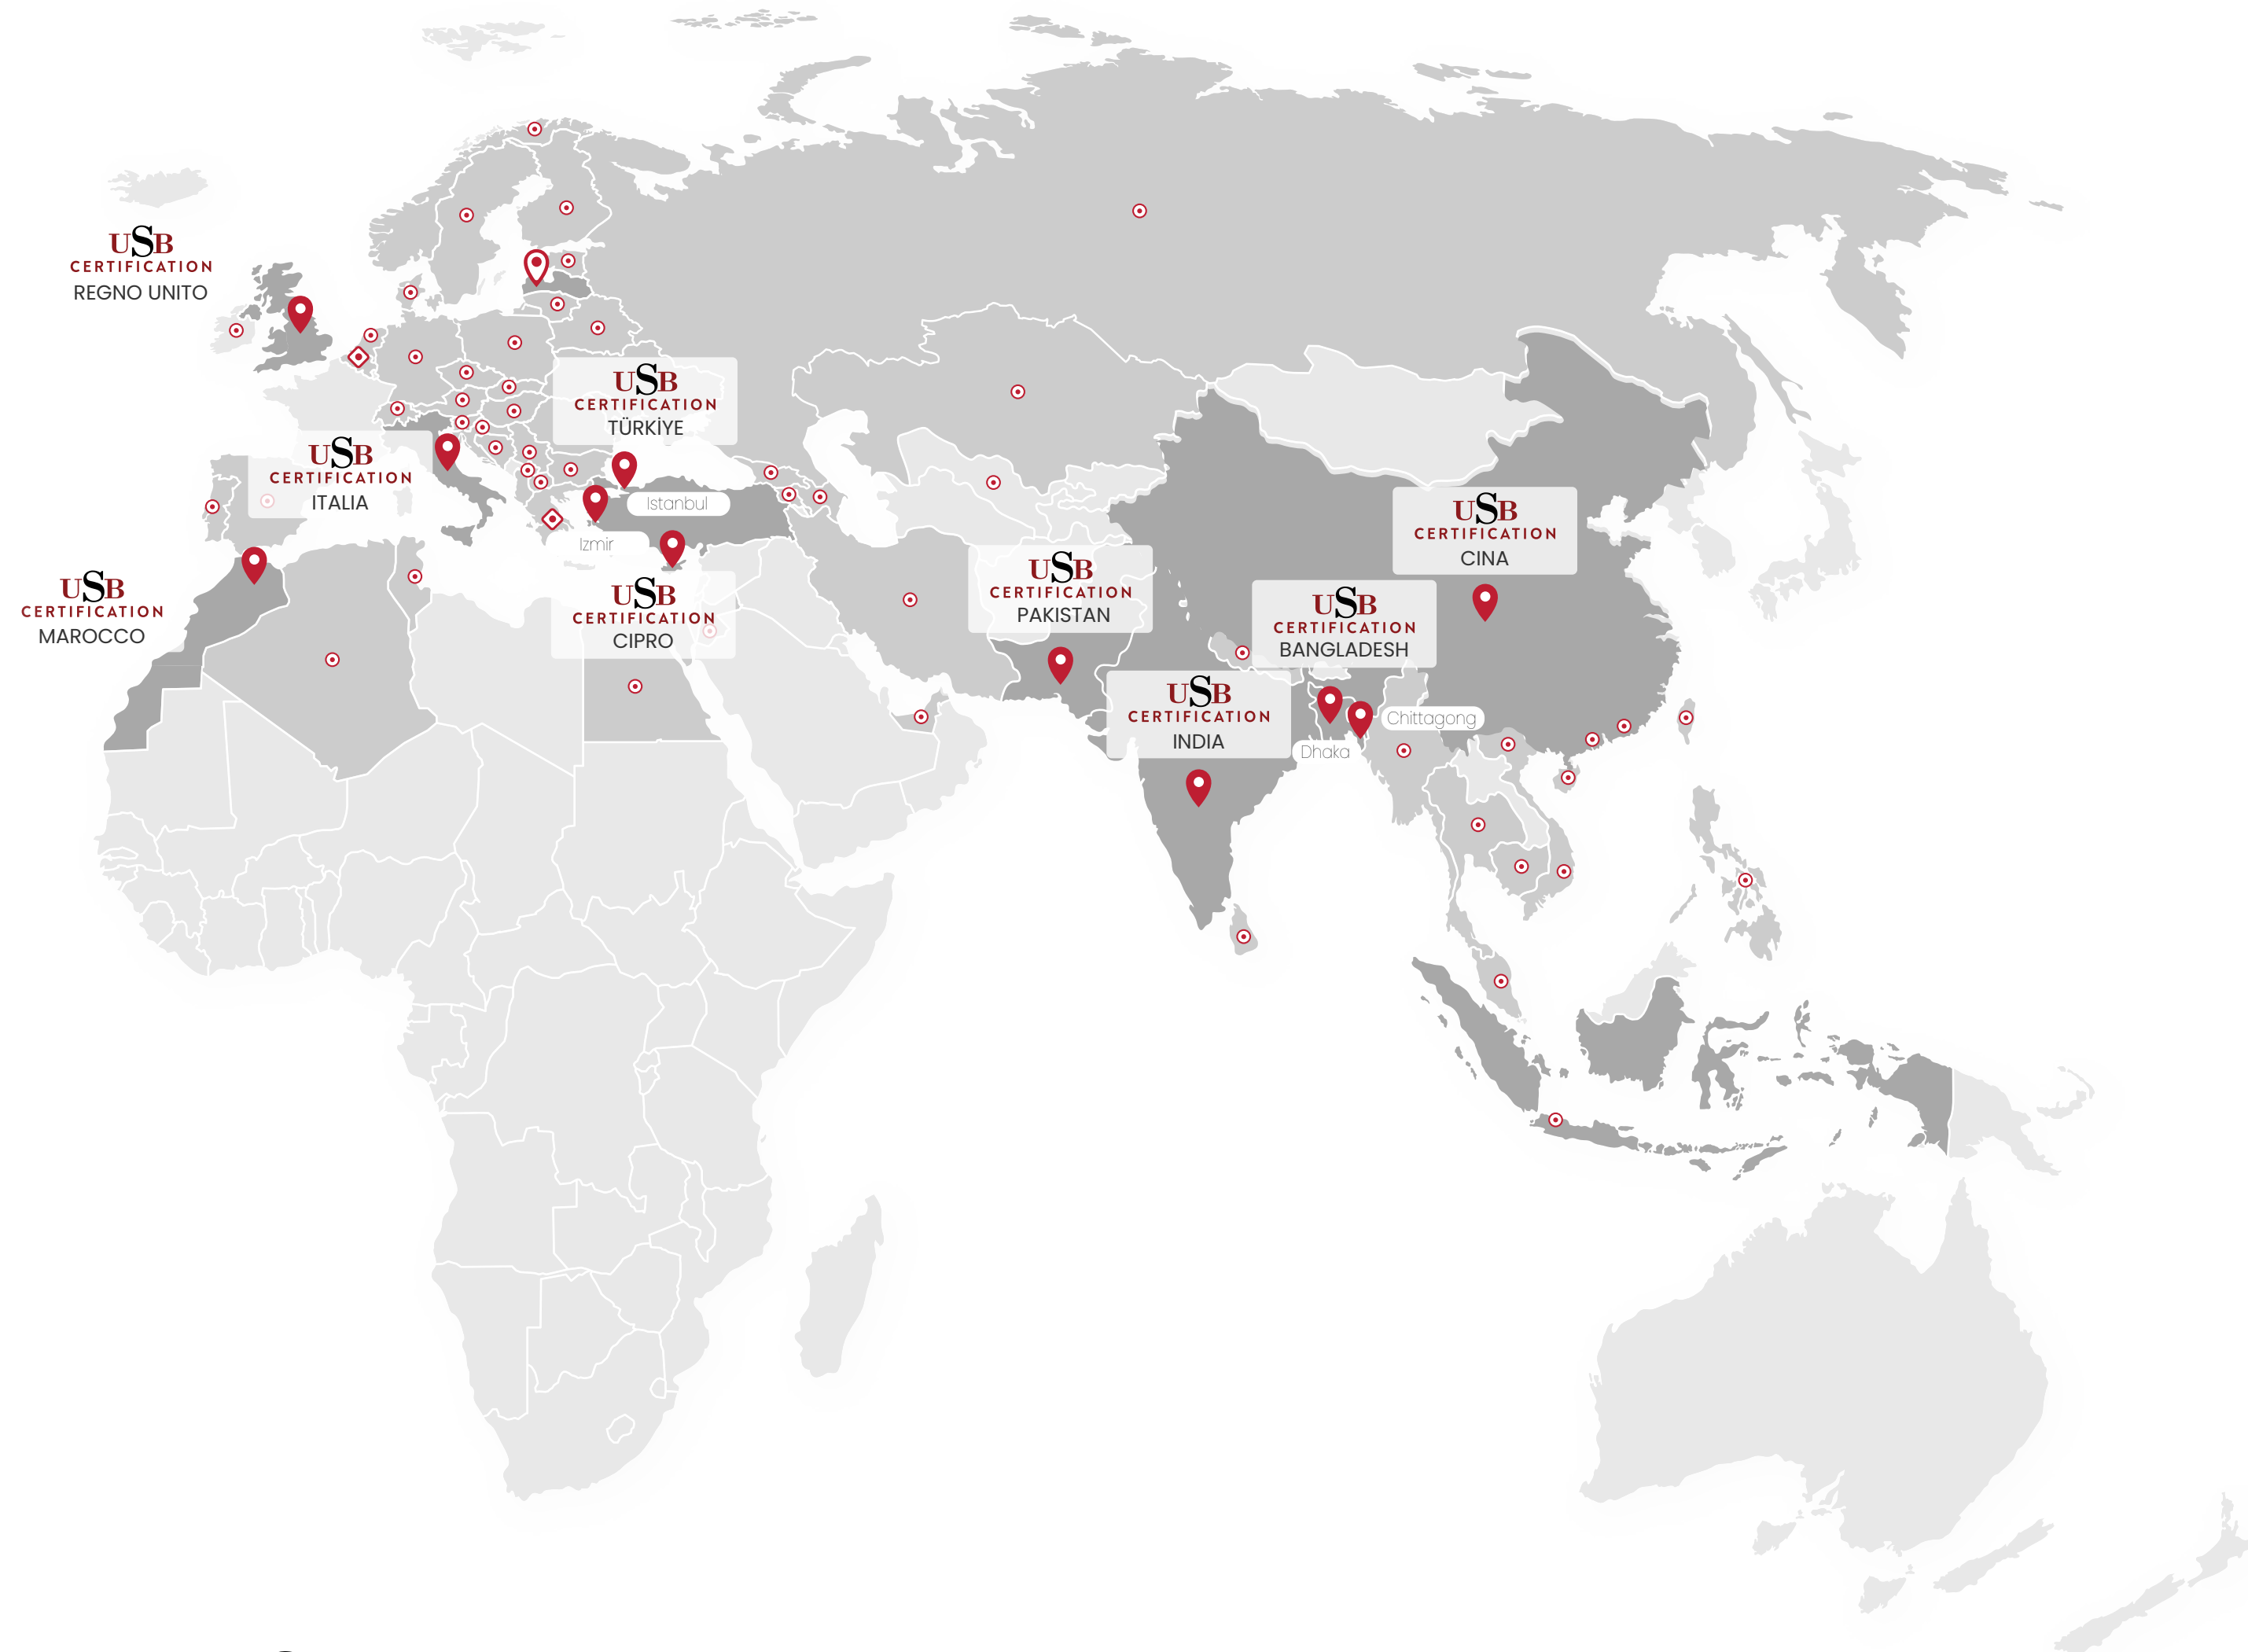 USB
CERTIFICATION
REGNO UNITO
USB
CERTIFICATION
TÜRKİYE
USB
CERTIFICATION
ITALIA
Istanbul
Izmir
USB
CERTIFICATION
CINA
USB
CERTIFICATION
PAKISTAN
USB
CERTIFICATION
MAROCCO
USB
CERTIFICATION
CIPRO
USB
CERTIFICATION
BANGLADESH
USB
CERTIFICATION
INDIA
Chittagong
Dhaka